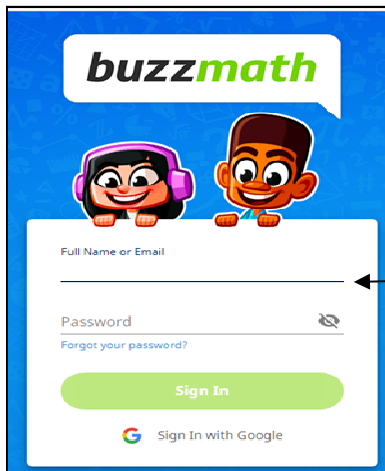 buzzmath
Full Name or Email
Password
Forgot your password?
Sign In
Sign In with Google